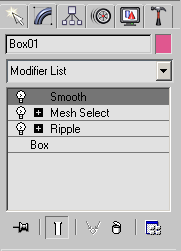 Box01
Modifier List
Smooth
Mesh Select
Ripple
Box